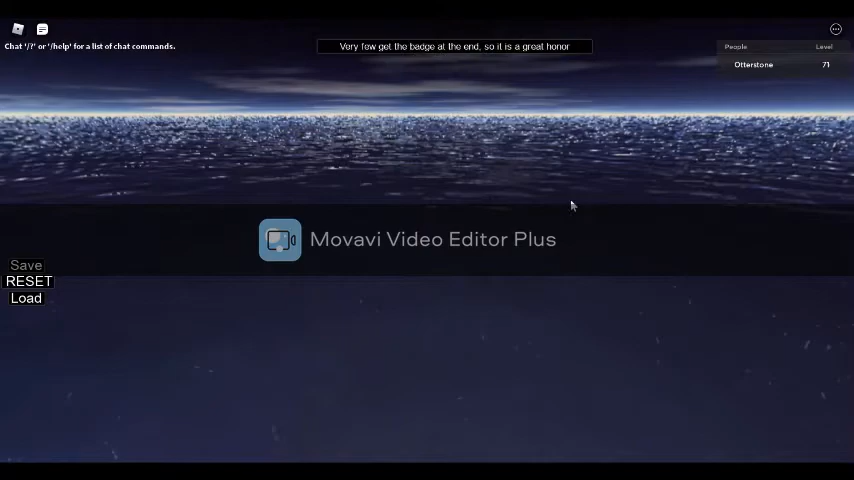 Chat '/?' or '/help' for a list of chat commands.
Very few get the badge at the end, so it is a great honor
People Level
Otterstone 71
Movavi Video Editor Plus
Save
RESET
Load